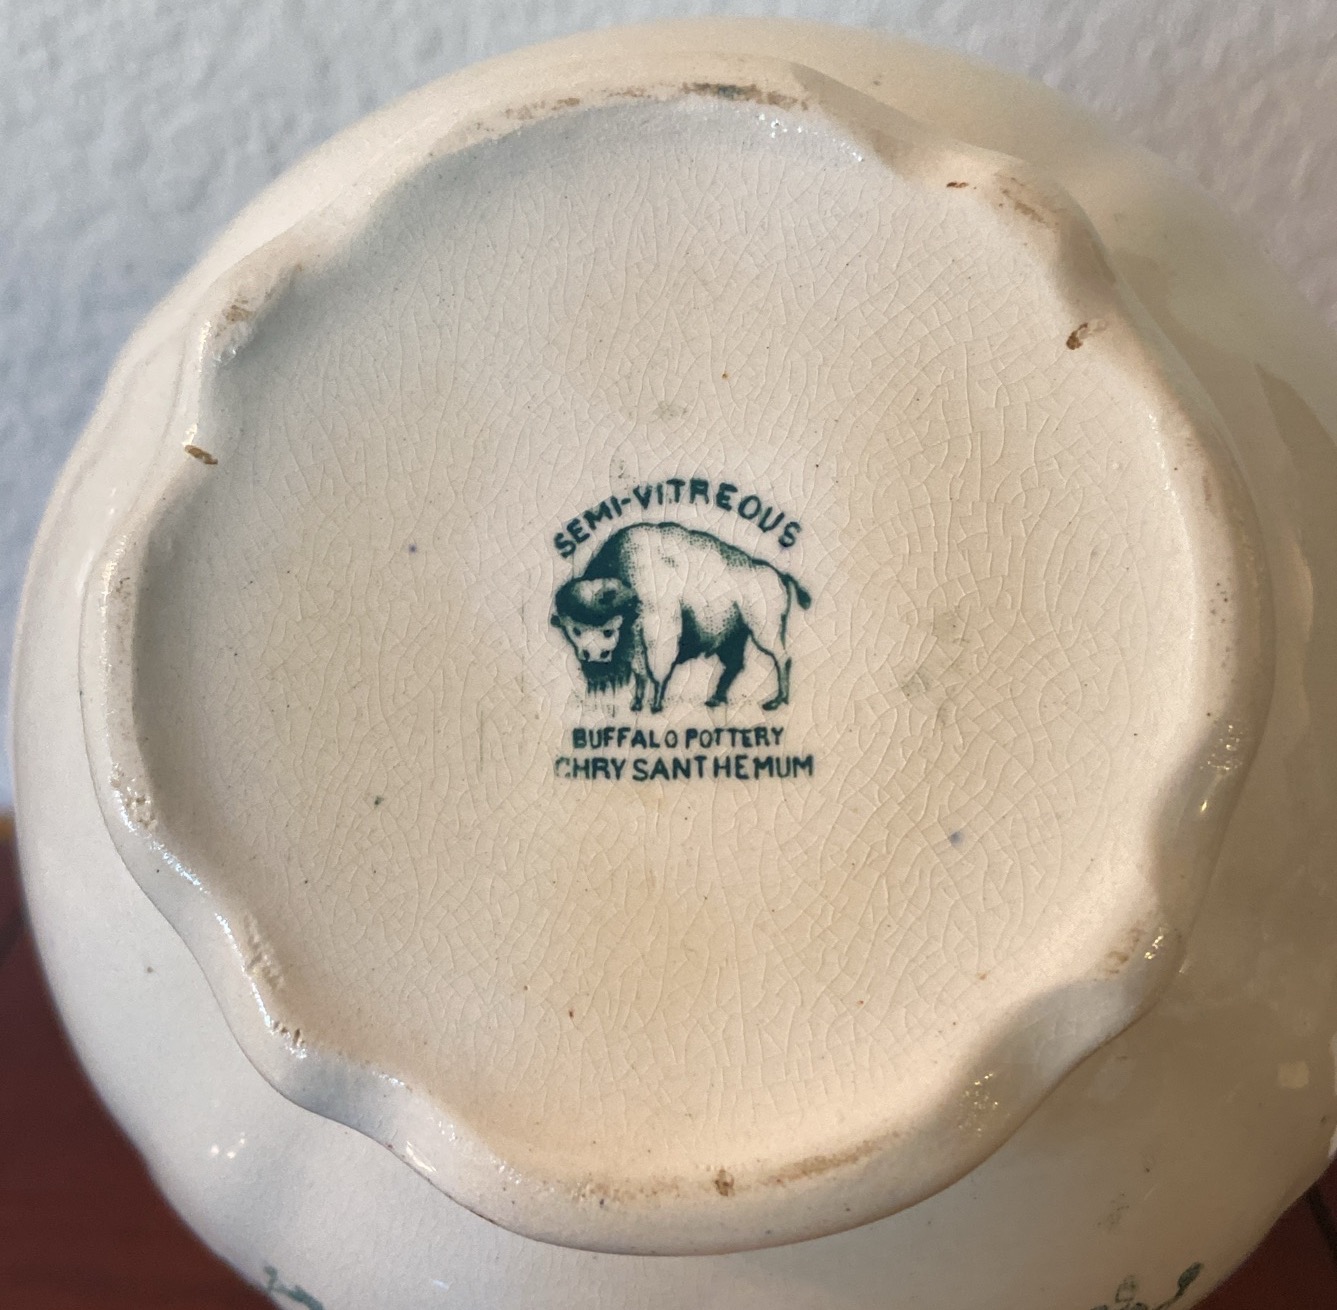 SEMI-VITREOUS
BUFFALO POTTERY
CHRYSANTHEMUM